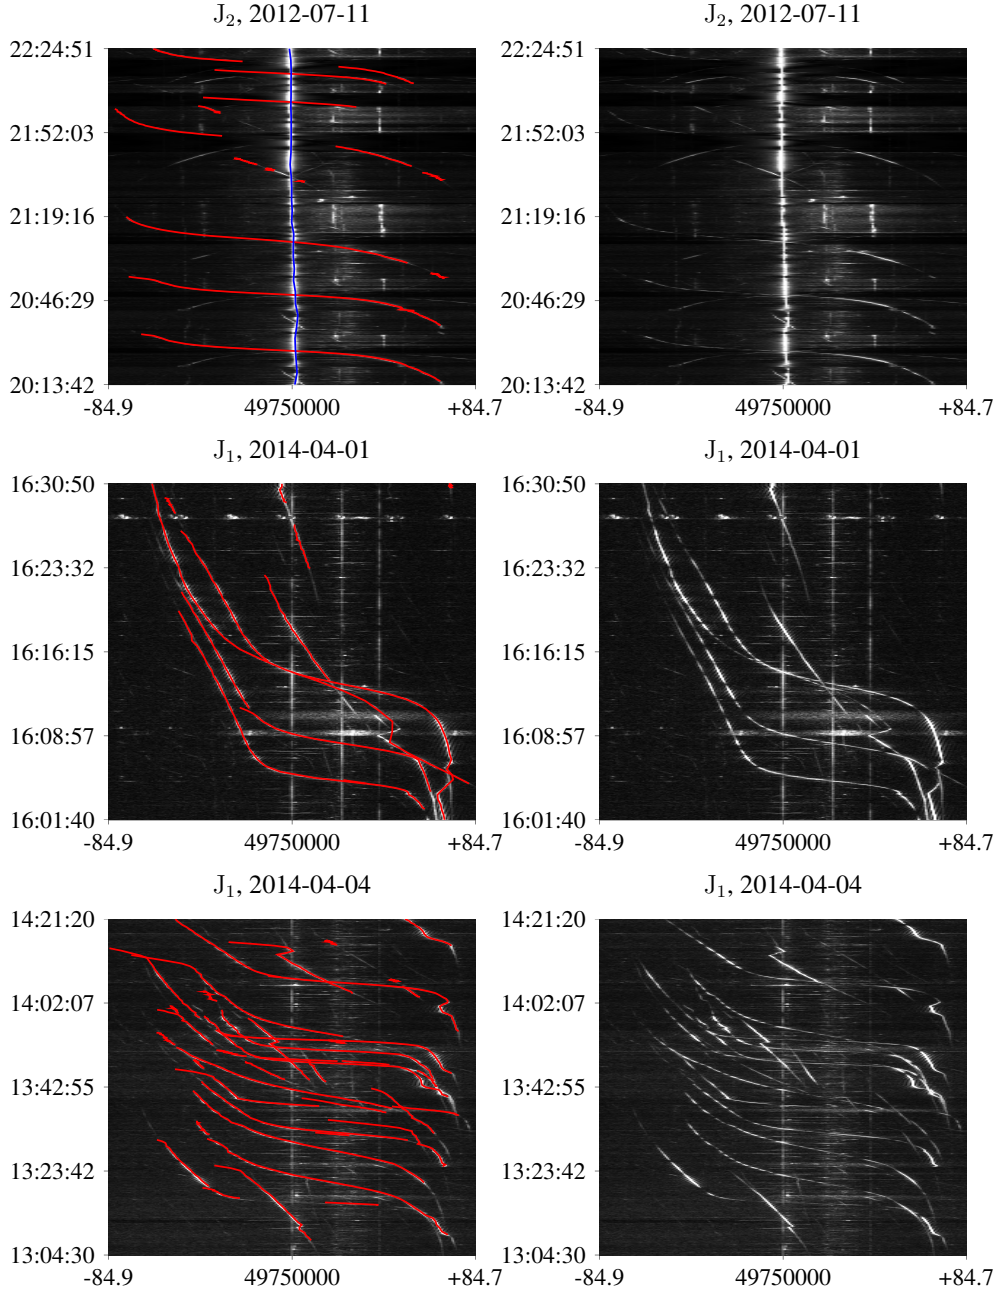 J₂, 2012-07-11
J₂, 2012-07-11
22:24:51
21:52:03
21:19:16
20:46:29
20:13:42
-84.9 49750000 +84.7
22:24:51
21:52:03
21:19:16
20:46:29
20:13:42
-84.9 49750000 +84.7
J₁, 2014-04-01
J₁, 2014-04-01
16:30:50
16:23:32
16:16:15
16:08:57
16:01:40
-84.9 49750000 +84.7
16:30:50
16:23:32
16:16:15
16:08:57
16:01:40
-84.9 49750000 +84.7
J₁, 2014-04-04
J₁, 2014-04-04
14:21:20
14:02:07
13:42:55
13:23:42
13:04:30
-84.9 49750000 +84.7
14:21:20
14:02:07
13:42:55
13:23:42
13:04:30
-84.9 49750000 +84.7